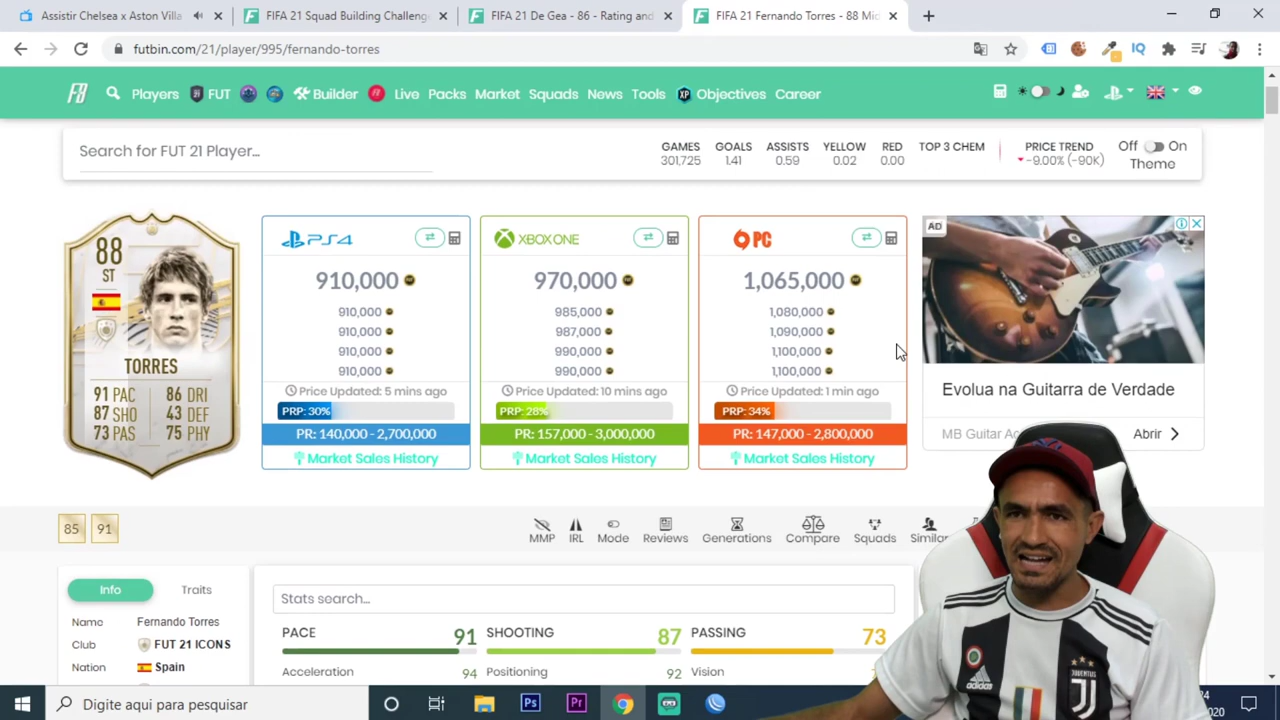 Assistir Chelsea x Aston Villa
FIFA 21 Squad Building Challeng
FIFA 21 De Gea - 86 - Rating and
FIFA 21 Fernando Torres - 88 Mid
futbin.com/21/player/995/fernando-torres
IQ
F8 Players FUT Builder Live Packs Market Squads News Tools XP Objectives Career
Search for FUT 21 Player...
GAMES GOALS ASSISTS YELLOW RED TOP 3 CHEM PRICE TREND Off On
301,725 1.41 0.59 0.02 0.00 -9.00% (-90K) Theme
88
ST
TORRES
91 PAC 86 DRI
87 SHO 43 DEF
73 PAS 75 PHY
PS4
910,000
910,000
910,000
910,000
910,000
Price Updated: 5 mins ago
PRP: 30%
PR: 140,000 - 2,700,000
Market Sales History
XBOX ONE
970,000
985,000
987,000
990,000
990,000
Price Updated: 10 mins ago
PRP: 28%
PR: 157,000 - 3,000,000
Market Sales History
PC
1,065,000
1,080,000
1,090,000
1,100,000
1,100,000
Price Updated: 1 min ago
PRP: 34%
PR: 147,000 - 2,800,000
Market Sales History
AD
Evolua na Guitarra de Verdade
MB Guitar Ac
Abrir
85 91
MMP IRL Mode Reviews Generations Compare Squads Similar
Info Traits
Name Fernando Torres
Club FUT 21 ICONS
Nation Spain
Stats search...
PACE 91 SHOOTING 87 PASSING 73
Acceleration 94 Positioning 92 Vision
adidas
Digite aqui para pesquisar
Ps Pr